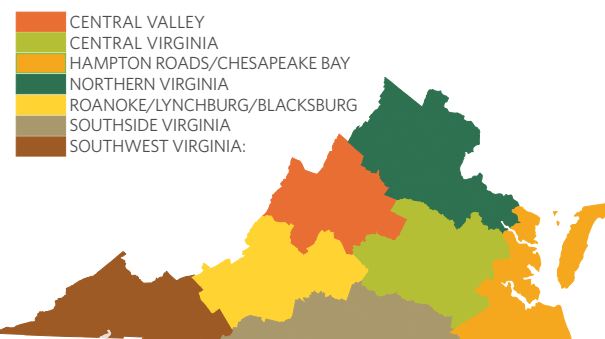 CENTRAL VALLEY
CENTRAL VIRGINIA
HAMPTON ROADS/CHESAPEAKE BAY
NORTHERN VIRGINIA
ROANOKE/LYNCHBURG/BLACKSBURG
SOUTHSIDE VIRGINIA
SOUTHWEST VIRGINIA: